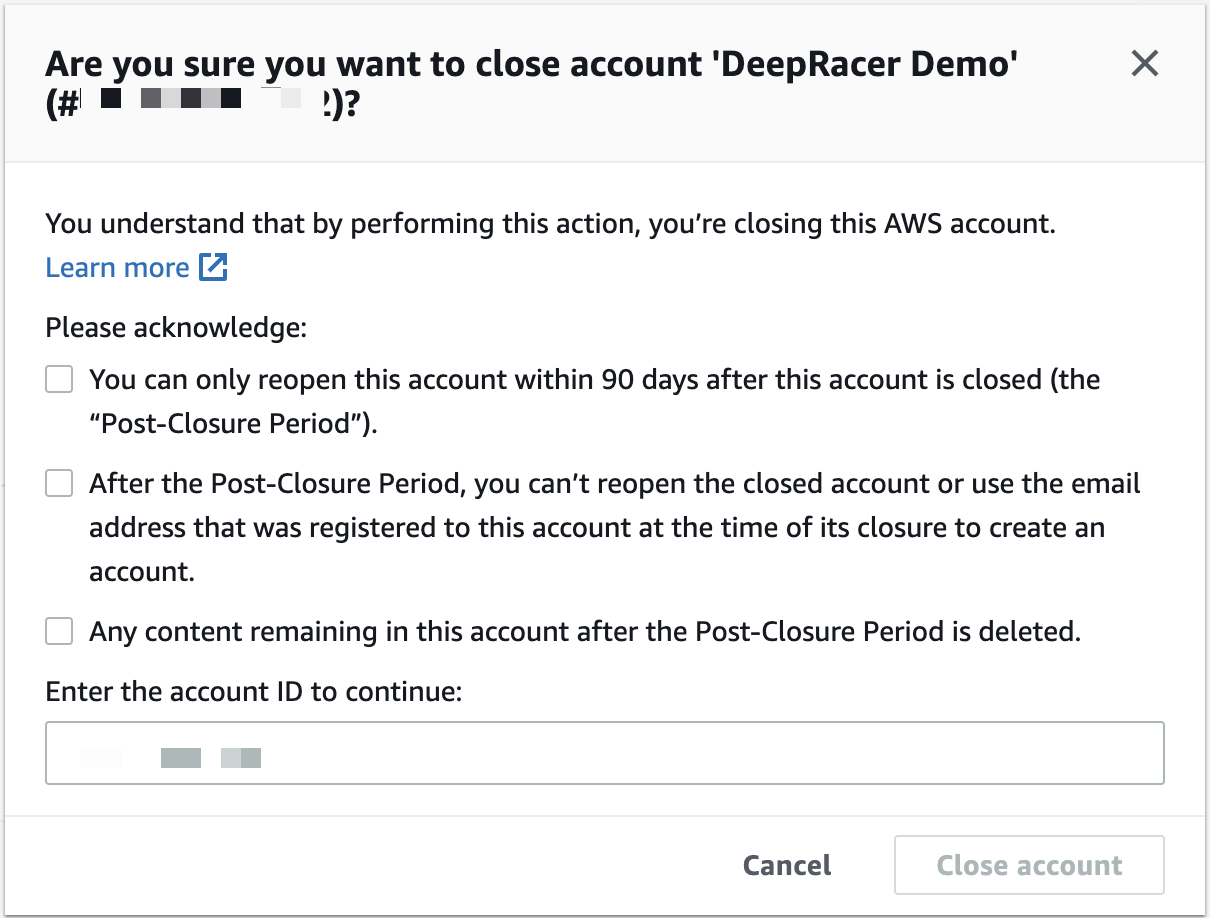 Are you sure you want to close account 'DeepRacer Demo'
(# 2)?
You understand that by performing this action, you’re closing this AWS account.
Learn more
Please acknowledge:
You can only reopen this account within 90 days after this account is closed (the
“Post-Closure Period”).
After the Post-Closure Period, you can’t reopen the closed account or use the email
address that was registered to this account at the time of its closure to create an
account.
Any content remaining in this account after the Post-Closure Period is deleted.
Enter the account ID to continue:
Cancel
Close account